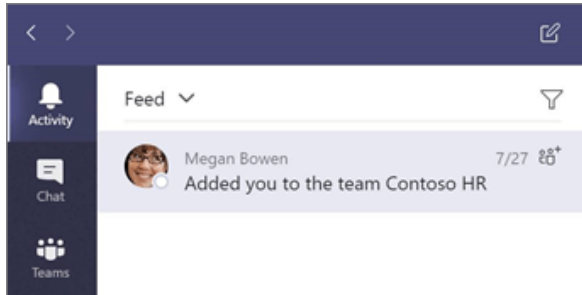 Activity
Chat
Teams
Feed
Megan Bowen 7/27
Added you to the team Contoso HR